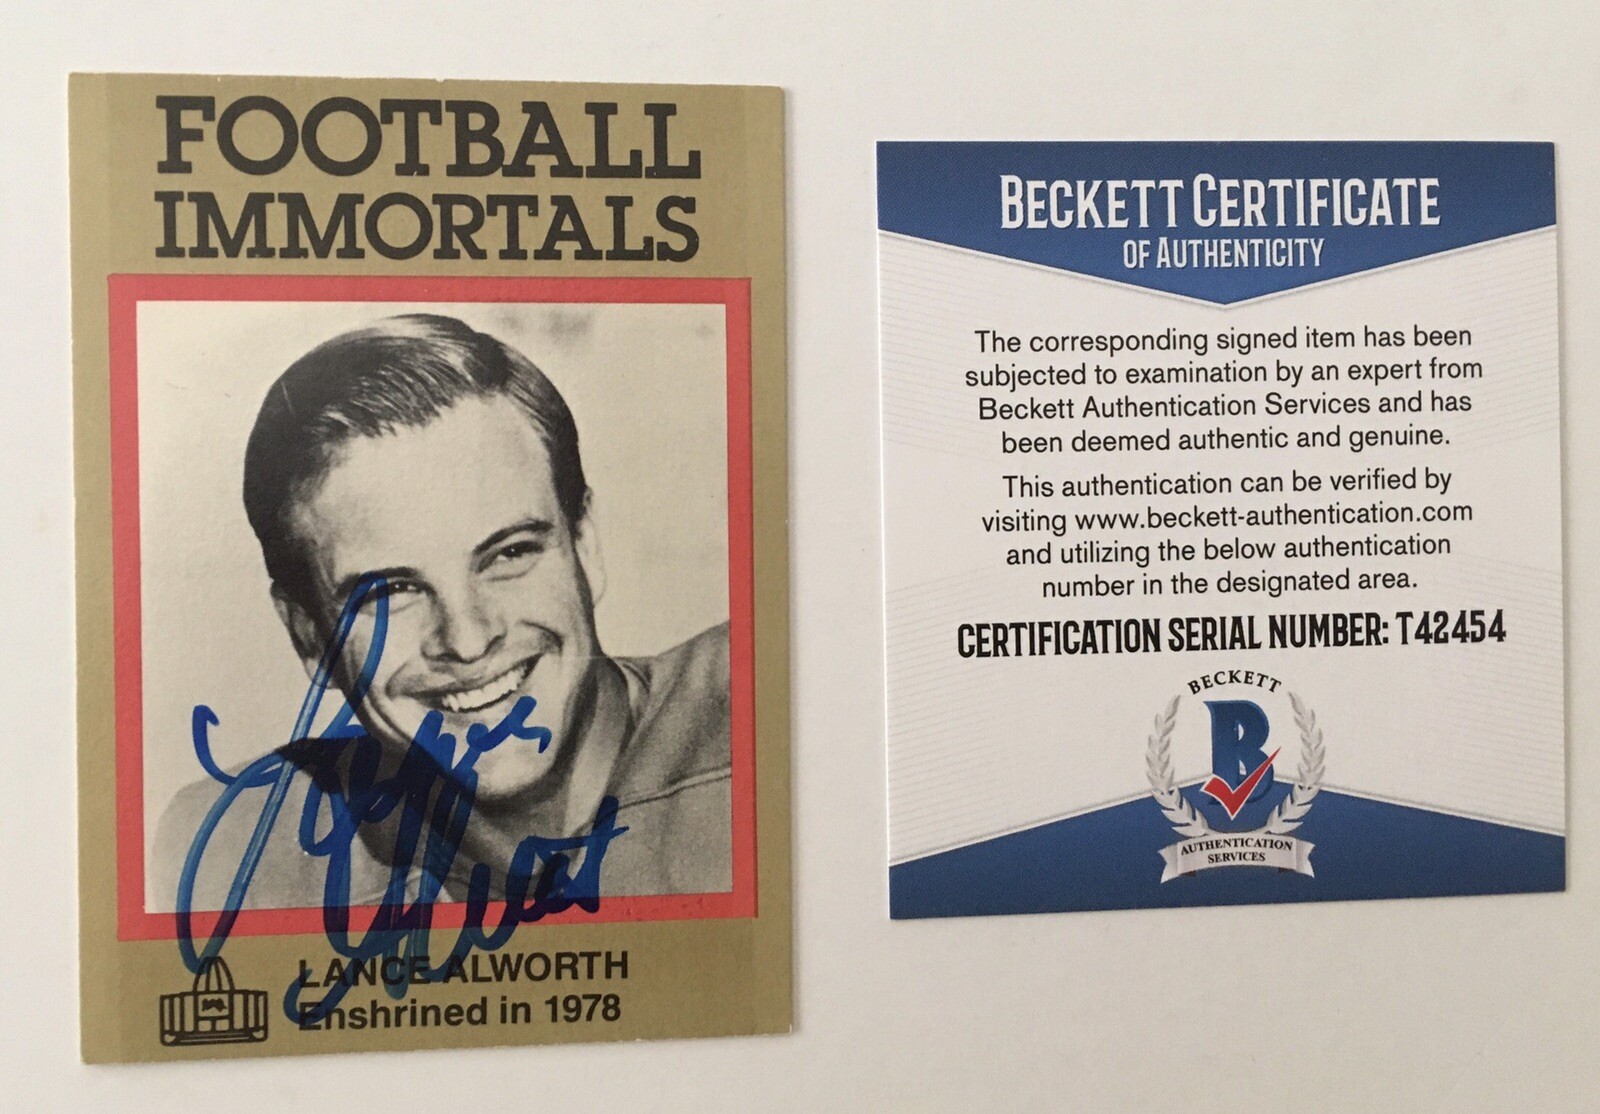 FOOTBALL
IMMORTALS
Lance Alworth
LANCE ALWORTH
Enshrined in 1978
BECKETT CERTIFICATE
OF AUTHENTICITY
The corresponding signed item has been
subjected to examination by an expert from
Beckett Authentication Services and has
been deemed authentic and genuine.
This authentication can be verified by
visiting www.beckett-authentication.com
and utilizing the below authentication
number in the designated area.
CERTIFICATION SERIAL NUMBER: T42454
BECKETT
B
AUTHENTICATION
SERVICES